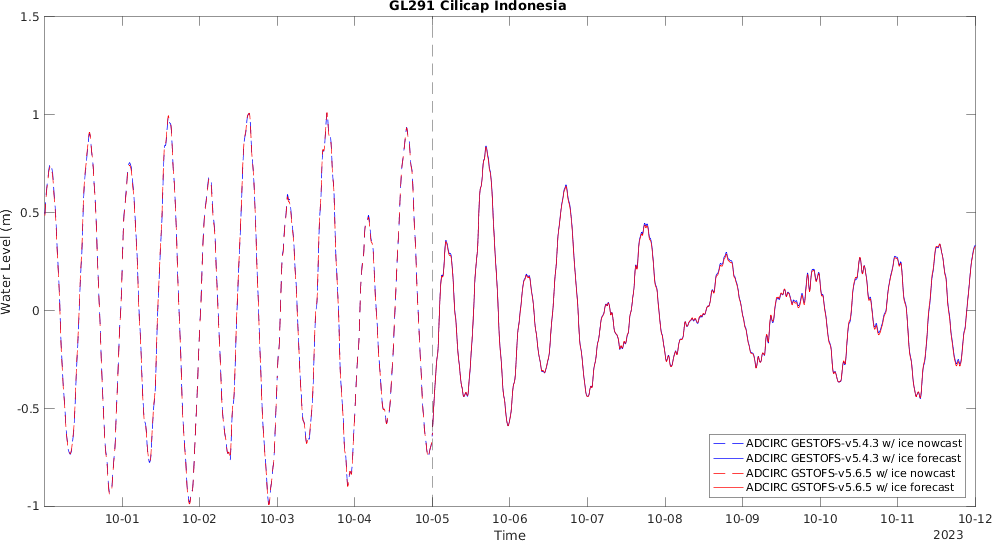 GL291 Cilicap Indonesia
1.5
1
0.5
0
-0.5
-1
Water Level (m)
10-01 10-02 10-03 10-04 10-05 10-06 10-07 10-08 10-09 10-10 10-11 10-12
Time
2023
ADCIRC GESTOFS-v5.4.3 w/ ice nowcast
ADCIRC GESTOFS-v5.4.3 w/ ice forecast
ADCIRC GSTOFS-v5.6.5 w/ ice nowcast
ADCIRC GSTOFS-v5.6.5 w/ ice forecast